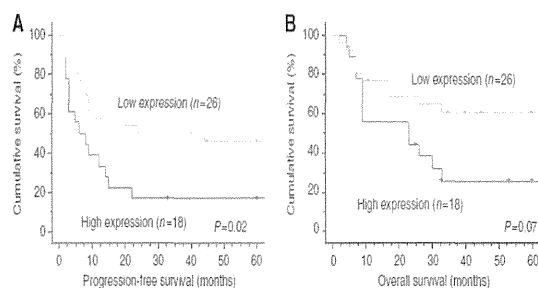 A
Cumulative survival (%)
100
80
60
40
20
0
Low expression (n=26)
High expression (n=18)
P=0.02
0 10 20 30 40 50 60
Progression-free survival (months)
B
Cumulative survival (%)
100
80
60
40
20
0
Low expression (n=26)
High expression (n=18)
P=0.07
0 10 20 30 40 50 60
Overall survival (months)